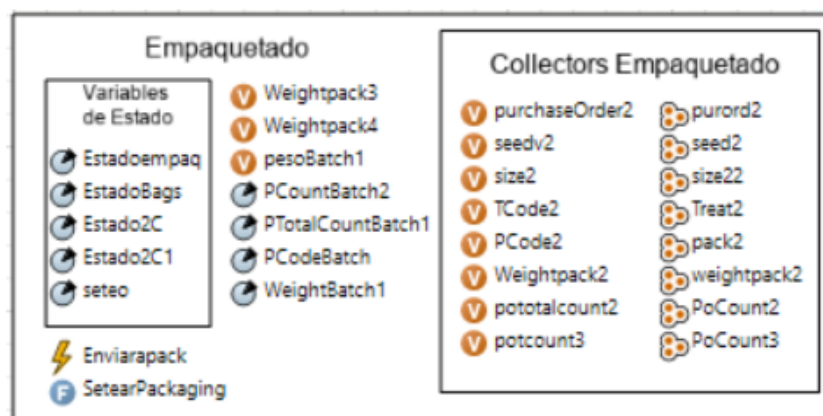 Empaquetado
Variables
de Estado
Estadoempaq
EstadoBags
Estado2C
Estado2C1
seteo
Weightpack3
Weightpack4
pesoBatch1
PCountBatch2
PTotalCountBatch1
PCodeBatch
WeightBatch1
Enviarapack
SetearPackaging
Collectors Empaquetado
purchaseOrder2
seedv2
size2
TCode2
PCode2
Weightpack2
pototalcount2
potcount3
purord2
seed2
size22
Treat2
pack2
weightpack2
PoCount2
PoCount3